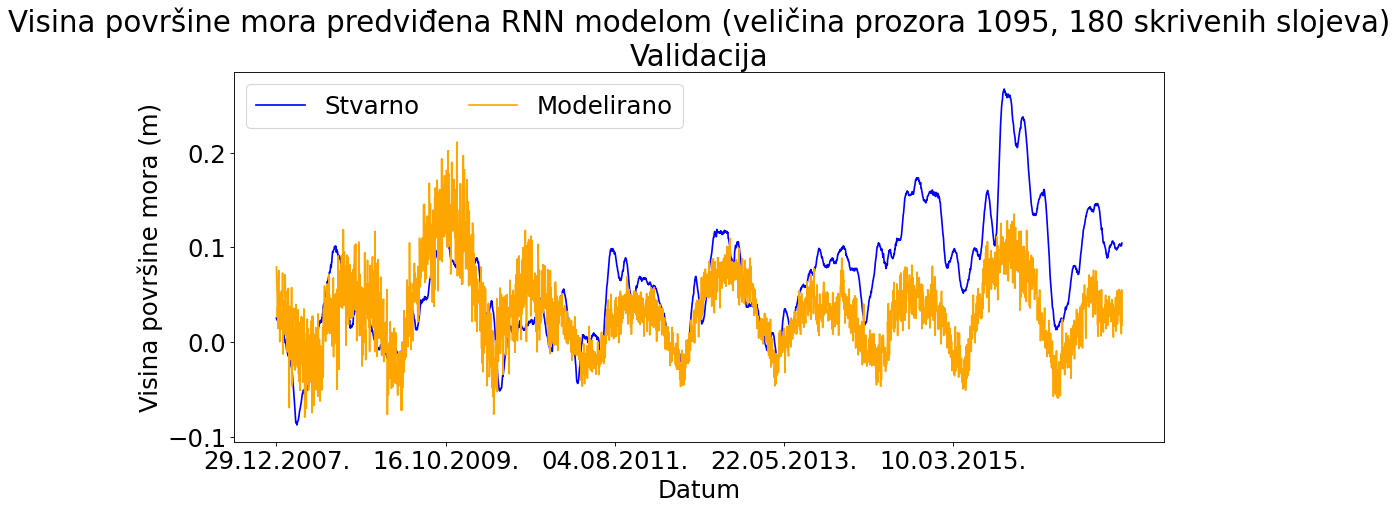 Visina površine mora predviđena RNN modelom (veličina prozora 1095, 180 skrivenih slojeva)
Validacija
Stvarno
Modelirano
Visina površine mora (m)
0.2
0.1
0.0
−0.1
29.12.2007.
16.10.2009.
04.08.2011.
22.05.2013.
10.03.2015.
Datum